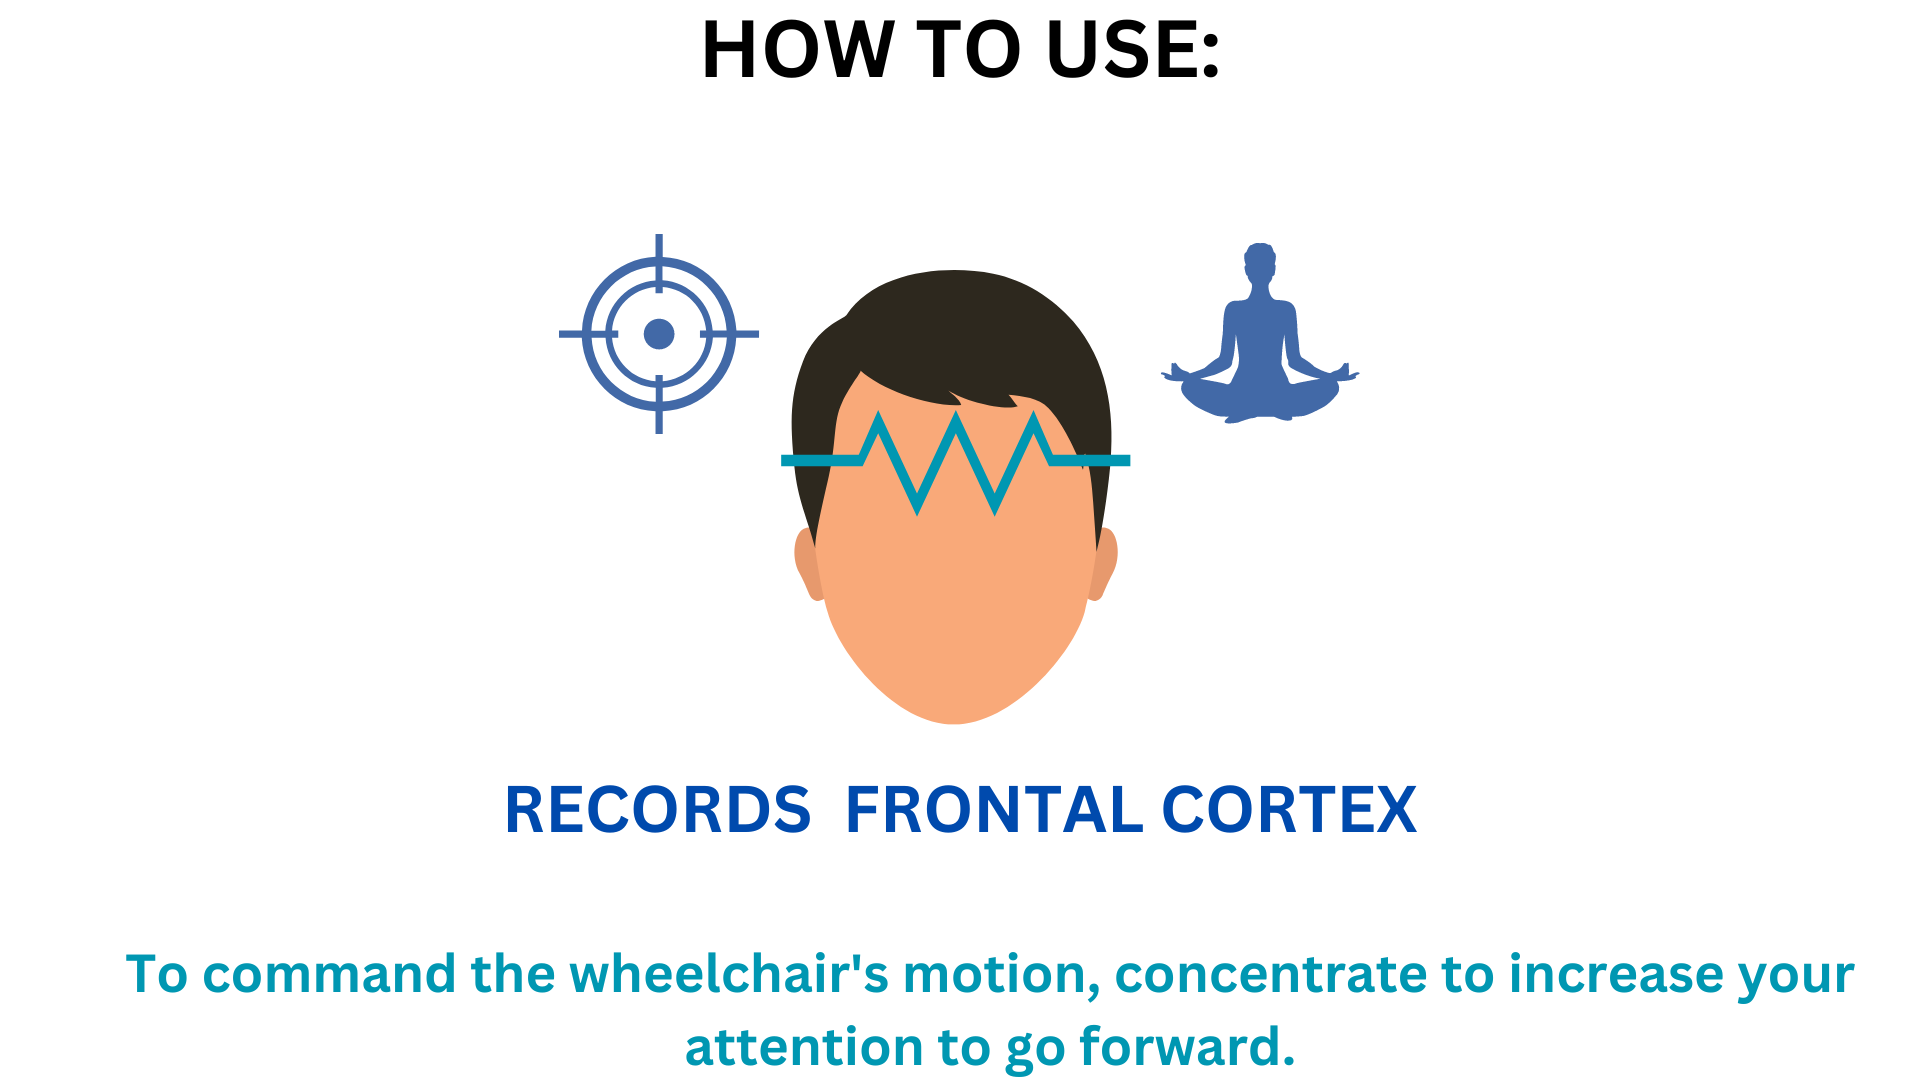 HOW TO USE:
RECORDS FRONTAL CORTEX
To command the wheelchair's motion, concentrate to increase your
attention to go forward.